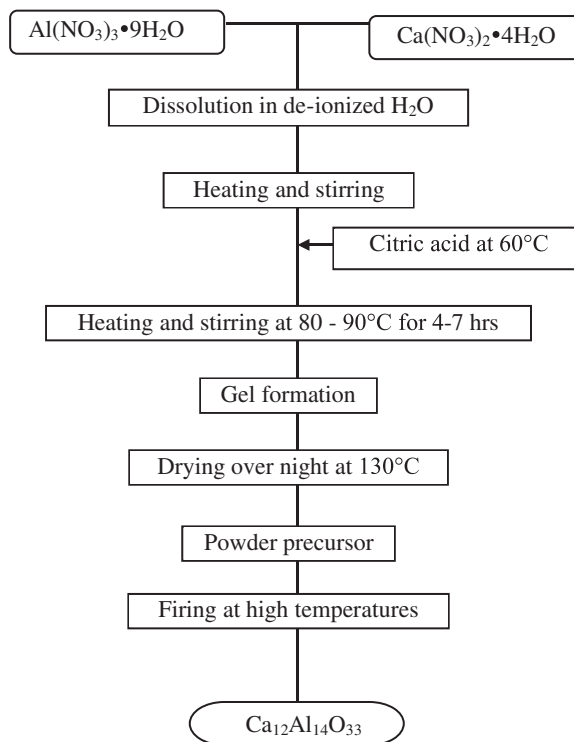 Al(NO₃)₃•9H₂O
Ca(NO₃)₂•4H₂O
Dissolution in de-ionized H₂O
Heating and stirring
Citric acid at 60°C
Heating and stirring at 80 - 90°C for 4-7 hrs
Gel formation
Drying over night at 130°C
Powder precursor
Firing at high temperatures
Ca₁₂Al₁₄O₃₃